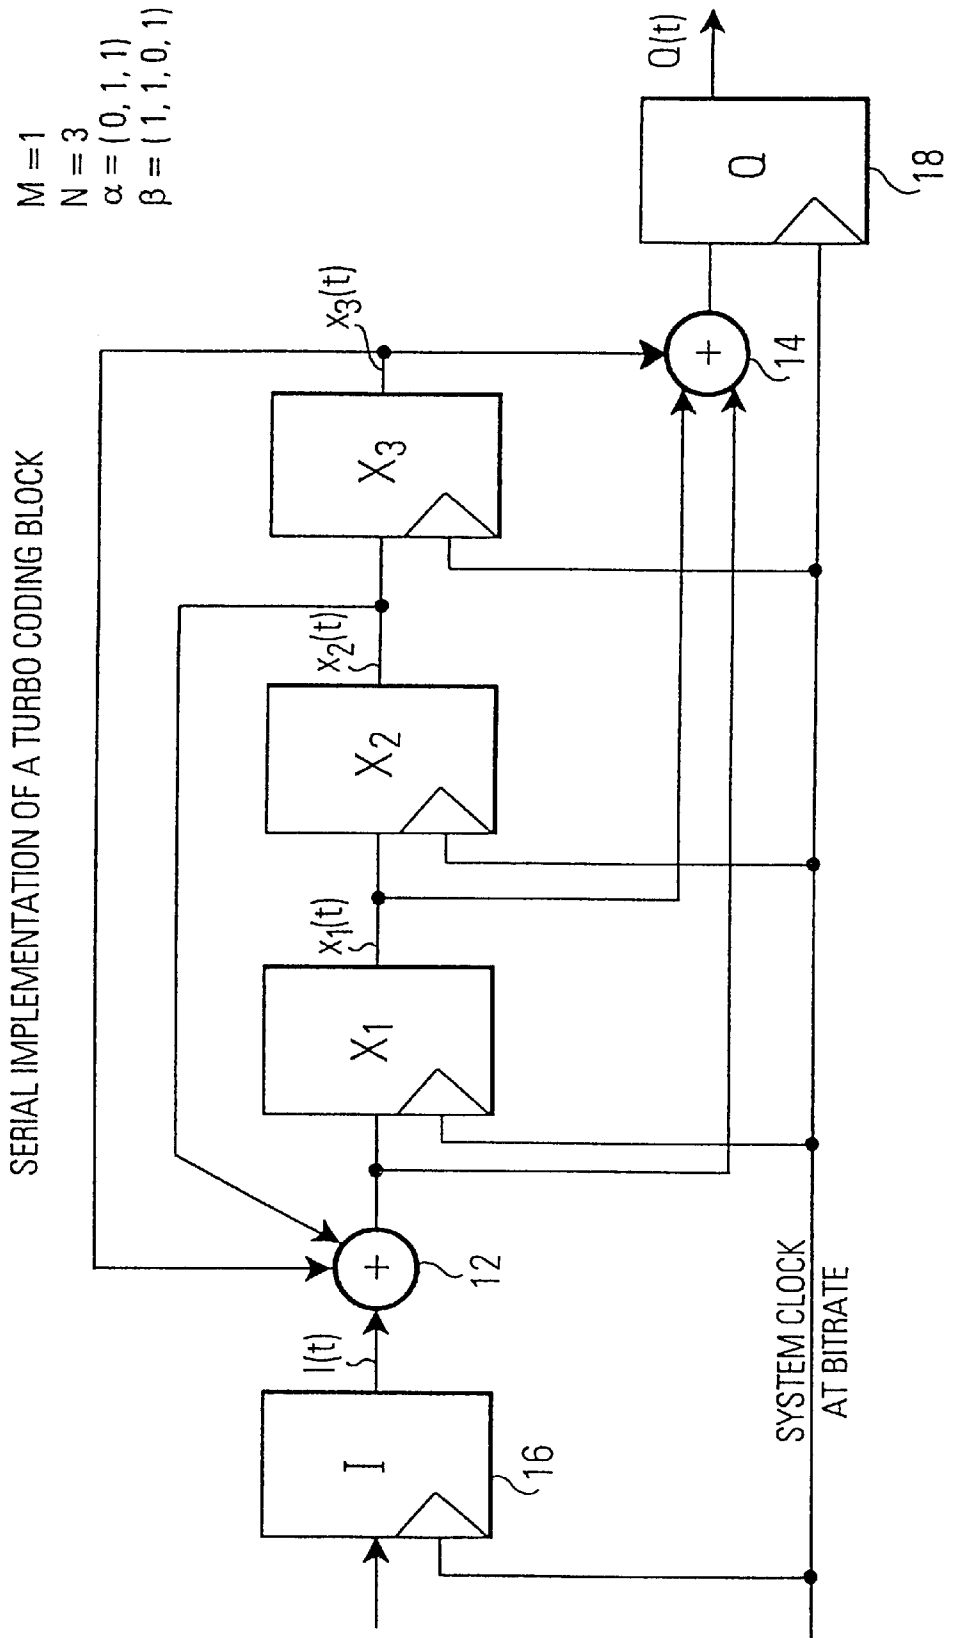 SERIAL IMPLEMENTATION OF A TURBO CODING BLOCK
M = 1
N = 3
α = (0, 1, 1)
β = (1, 1, 0, 1)
I
16
I(t)
+
12
X1
x1(t)
X2
x2(t)
X3
x3(t)
+
14
Q
18
Q(t)
SYSTEM CLOCK
AT BITRATE